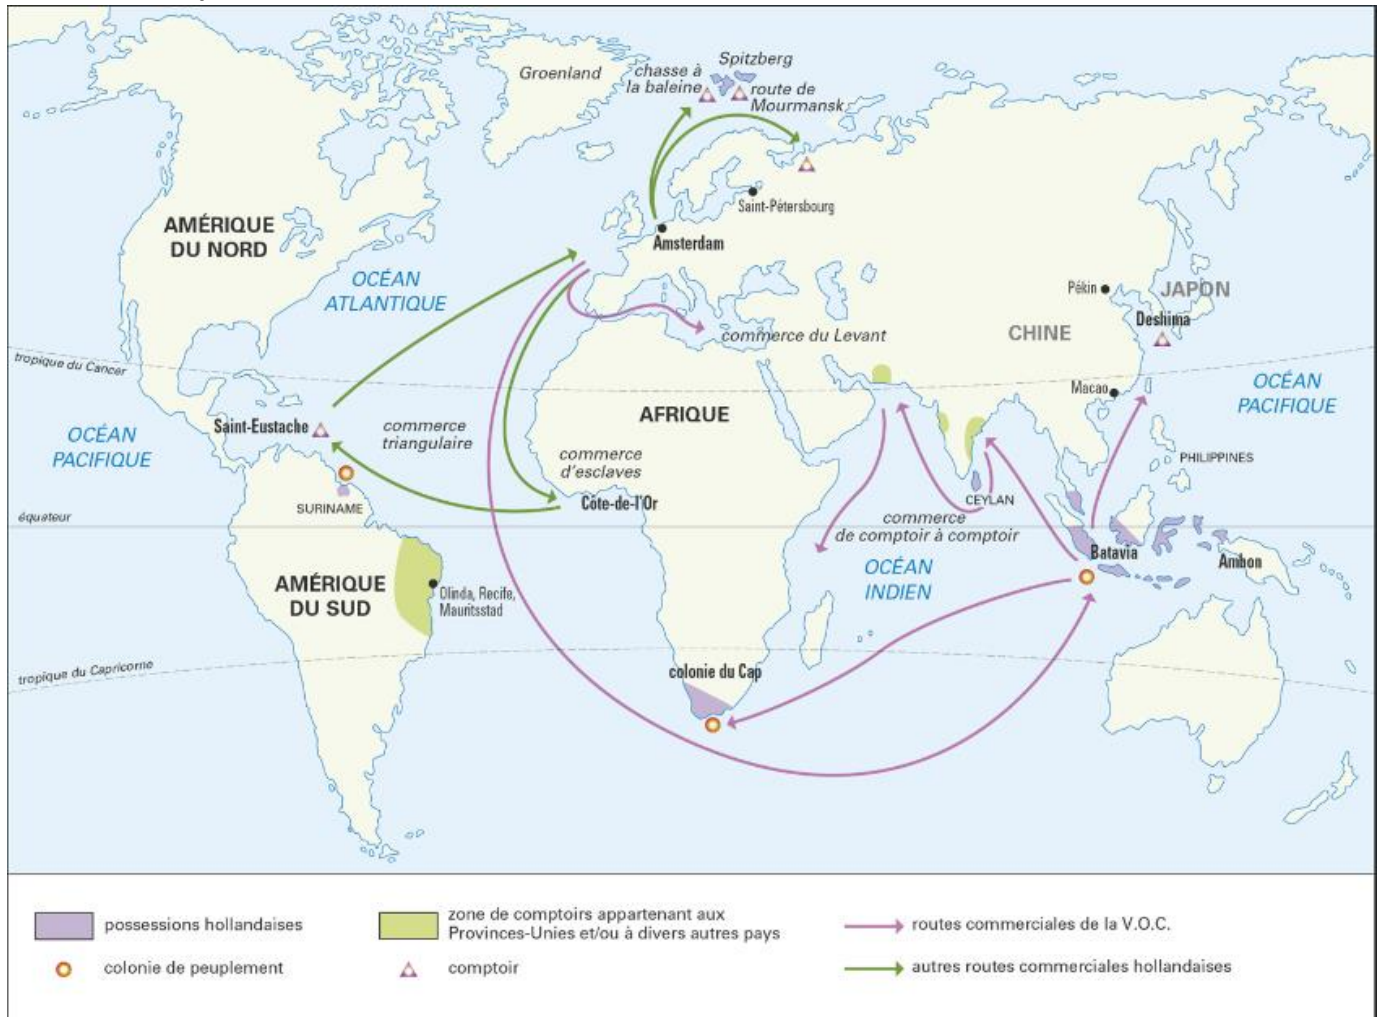 Groenland
Spitzberg
chasse à
la baleine
route de
Mourmansk
Saint-Pétersbourg
Amsterdam
AMÉRIQUE
DU NORD
OCÉAN
ATLANTIQUE
Pékin
JAPON
Deshima
CHINE
commerce du Levant
tropique du Cancer
Macao
OCÉAN
PACIFIQUE
AFRIQUE
Saint-Eustache
commerce
triangulaire
OCÉAN
PACIFIQUE
commerce
d'esclaves
PHILIPPINES
Côte-de-l'Or
CEYLAN
SURINAME
équateur
commerce
de comptoir à comptoir
Batavia
Ambon
OCÉAN
INDIEN
AMÉRIQUE
DU SUD
Olinda, Recife,
Mauritsstad
tropique du Capricorne
colonie du Cap
possessions hollandaises
zone de comptoirs appartenant aux
Provinces-Unies et/ou à divers autres pays
routes commerciales de la V.O.C.
colonie de peuplement
comptoir
autres routes commerciales hollandaises